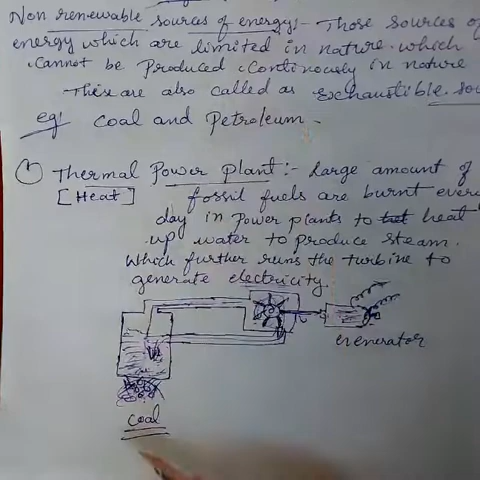 Non renewable sources of energy:- Those sources of
energy which are limited in nature. which
cannot be produced continously in nature
These are also called as exhaustible. sou
eg: coal and Petroleum.
(1) Thermal Power plant:- Large amount of
[Heat] fossil fuels are burnt every
day in power plants to heat
up water to produce steam.
Which further runs the turbine to
generate electricity.
Generator
Coal